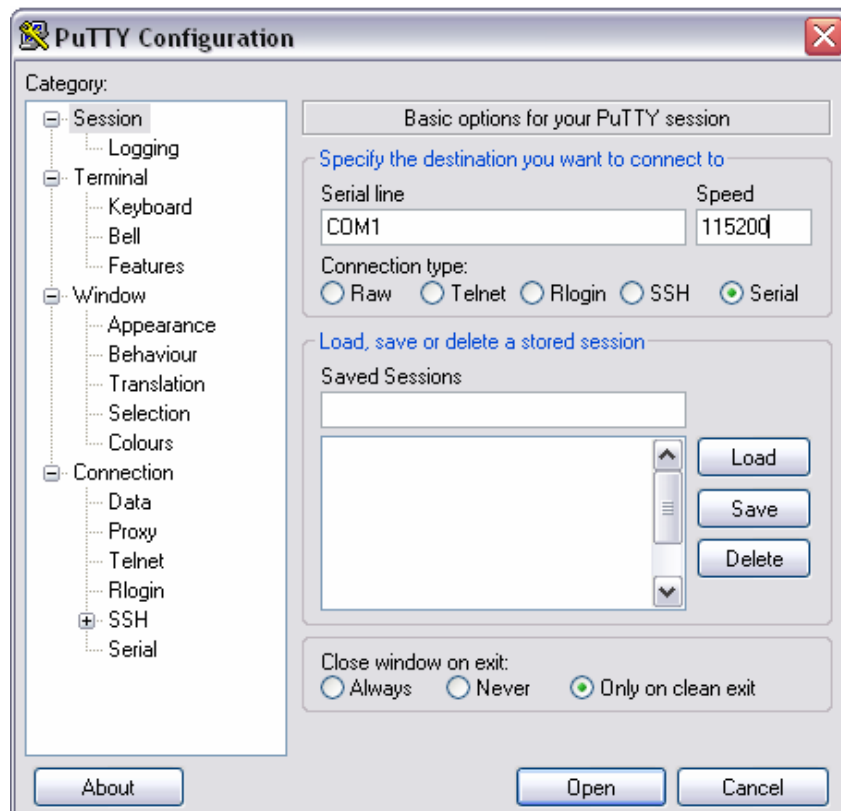 PuTTY Configuration
Category:
Session
Logging
Terminal
Keyboard
Bell
Features
Window
Appearance
Behaviour
Translation
Selection
Colours
Connection
Data
Proxy
Telnet
Rlogin
SSH
Serial
Basic options for your PuTTY session
Specify the destination you want to connect to
Serial line Speed
COM1 115200
Connection type:
Raw Telnet Rlogin SSH Serial
Load, save or delete a stored session
Saved Sessions
Load
Save
Delete
Close window on exit:
Always Never Only on clean exit
About Open Cancel